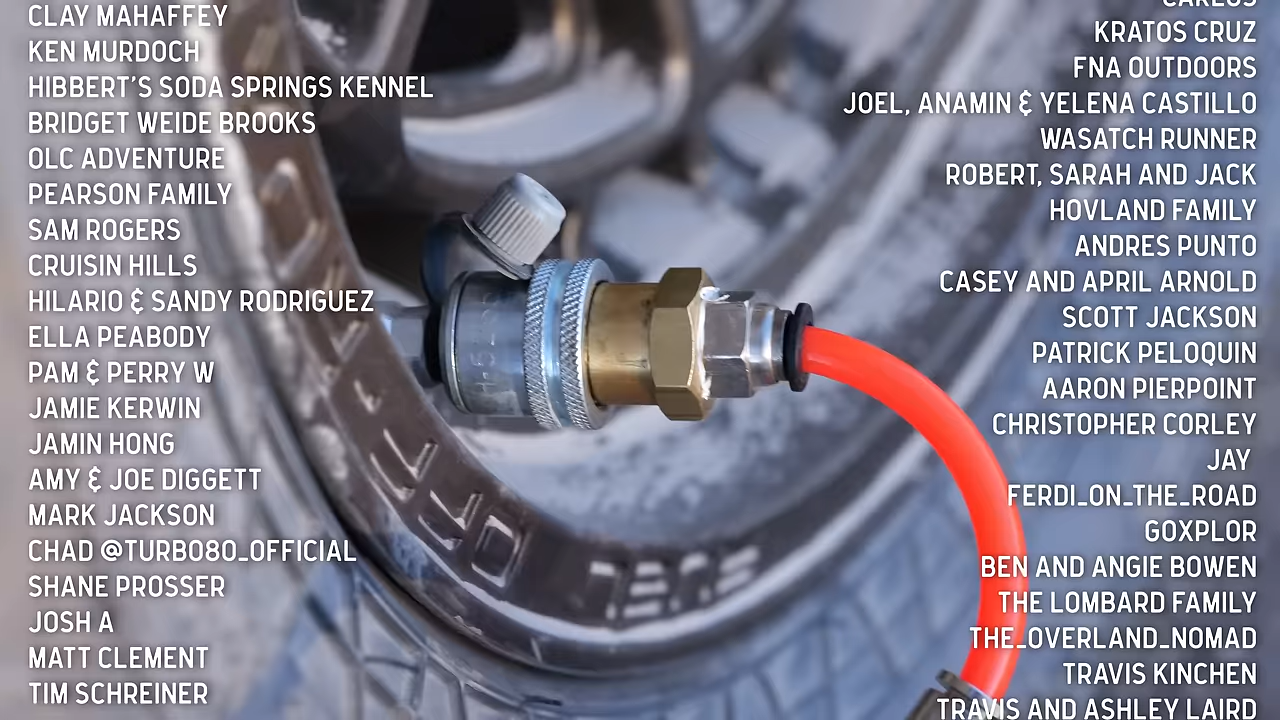 CLAY MAHAFFEY
KEN MURDOCH
HIBBERT'S SODA SPRINGS KENNEL
BRIDGET WEIDE BROOKS
OLC ADVENTURE
PEARSON FAMILY
SAM ROGERS
CRUISIN HILLS
HILARIO & SANDY RODRIGUEZ
ELLA PEABODY
PAM & PERRY W
JAMIE KERWIN
JAMIN HONG
AMY & JOE DIGGETT
MARK JACKSON
CHAD @TURBO80_OFFICIAL
SHANE PROSSER
JOSH A
MATT CLEMENT
TIM SCHREINER
CARLOS
KRATOS CRUZ
FNA OUTDOORS
JOEL, ANAMIN & YELENA CASTILLO
WASATCH RUNNER
ROBERT, SARAH AND JACK
HOVLAND FAMILY
ANDRES PUNTO
CASEY AND APRIL ARNOLD
SCOTT JACKSON
PATRICK PELOQUIN
AARON PIERPOINT
CHRISTOPHER CORLEY
JAY
FERDI_ON_THE_ROAD
GOXPLOR
BEN AND ANGIE BOWEN
THE LOMBARD FAMILY
THE_OVERLAND_NOMAD
TRAVIS KINCHEN
TRAVIS AND ASHLEY LAIRD
FUEL